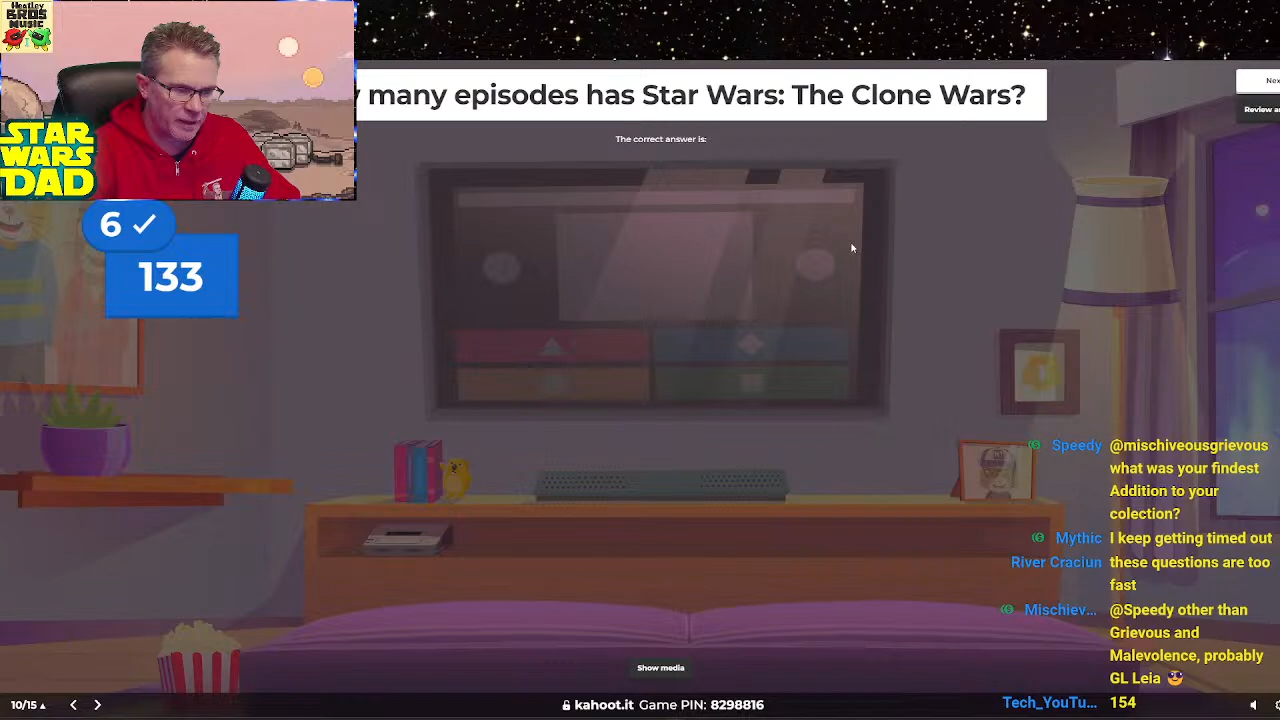 Heatley
BROS
MUSIC
STAR
WARS
DAD
many episodes has Star Wars: The Clone Wars?
The correct answer is:
6
133
Speedy @mischiveousgrievous
what was your findest
Addition to your
colection?
Mythic I keep getting timed out
River Craciun these questions are too
fast
Mischiev... @Speedy other than
Grievous and
Malevolence, probably
GL Leia
Tech_YouTu... 154
Show media
10/15
kahoot.it Game PIN: 8298816